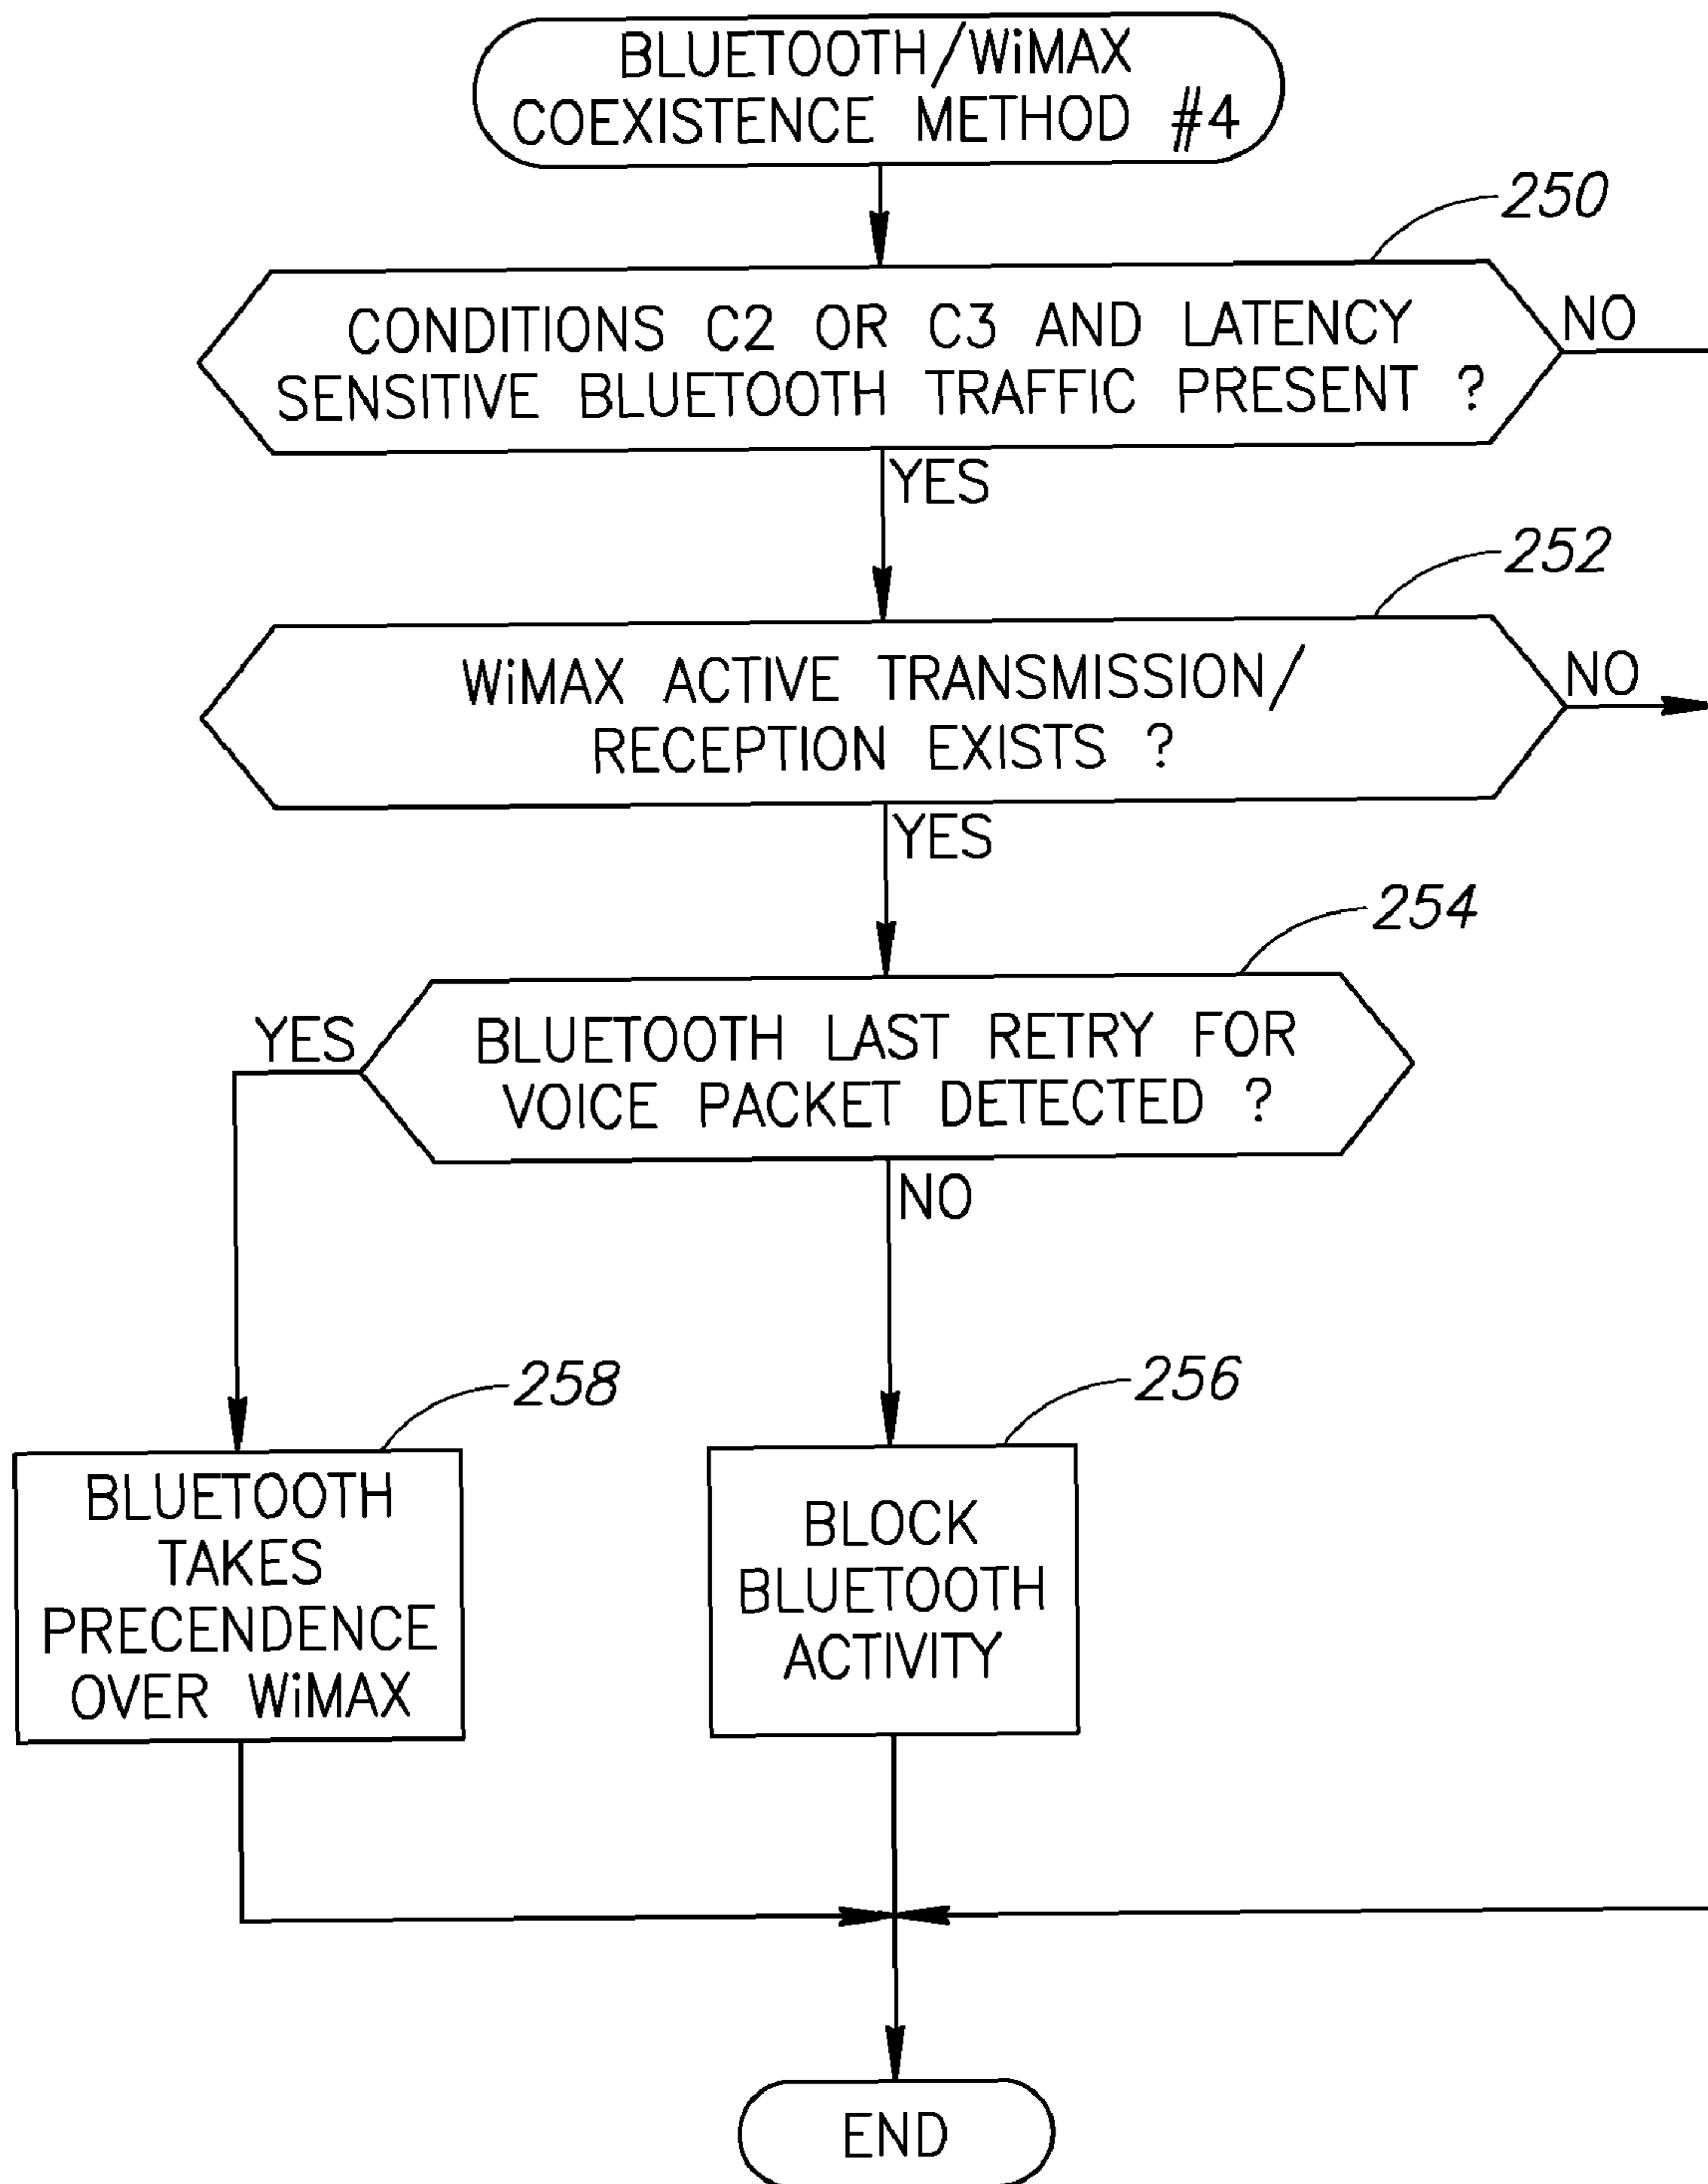 BLUETOOTH/WiMAX
COEXISTENCE METHOD #4
250
CONDITIONS C2 OR C3 AND LATENCY
SENSITIVE BLUETOOTH TRAFFIC PRESENT ?
NO
YES
252
WiMAX ACTIVE TRANSMISSION/
RECEPTION EXISTS ?
NO
YES
254
BLUETOOTH LAST RETRY FOR
VOICE PACKET DETECTED ?
YES
NO
258
BLUETOOTH
TAKES
PRECENDENCE
OVER WiMAX
256
BLOCK
BLUETOOTH
ACTIVITY
END